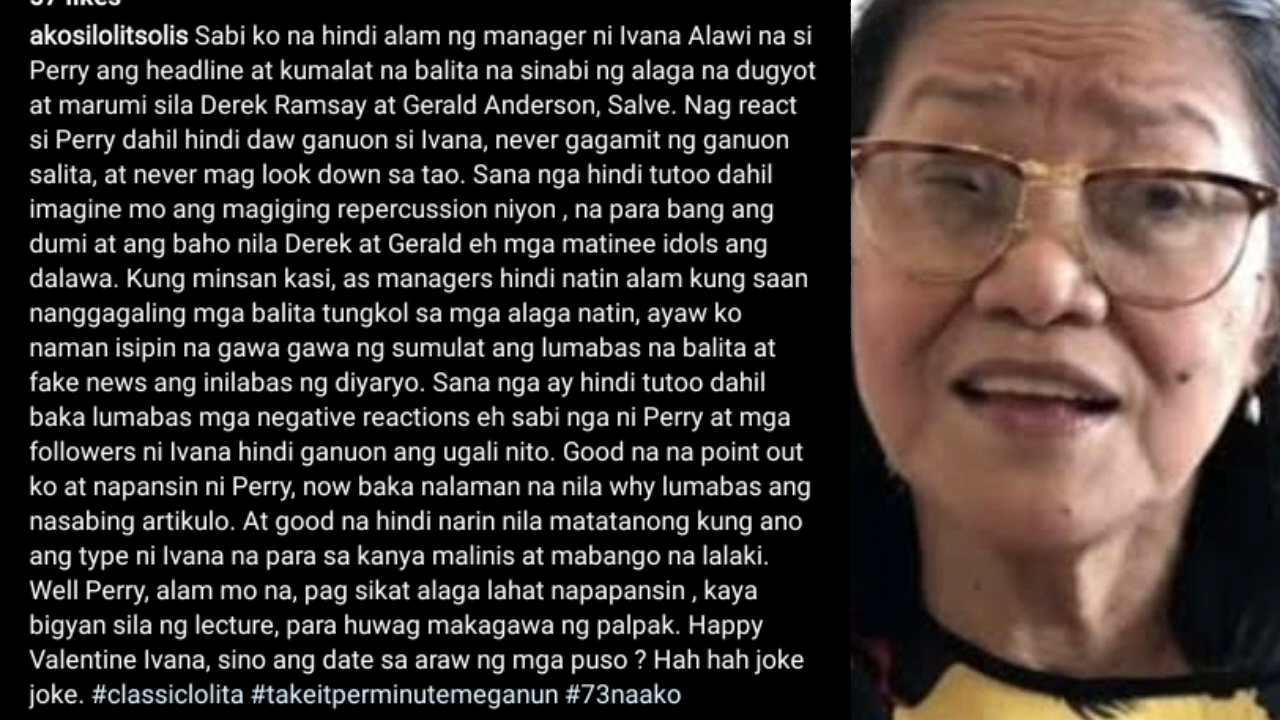 akosilolitsolis Sabi ko na hindi alam ng manager ni Ivana Alawi na si
Perry ang headline at kumalat na balita na sinabi ng alaga na dugyot
at marumi sila Derek Ramsay at Gerald Anderson, Salve. Nag react
si Perry dahil hindi daw ganuon si Ivana, never gagamit ng ganuon
salita, at never mag look down sa tao. Sana nga hindi tutoo dahil
imagine mo ang magiging repercussion niyon , na para bang ang
dumi at ang baho nila Derek at Gerald eh mga matinee idols ang
dalawa. Kung minsan kasi, as managers hindi natin alam kung saan
nanggagaling mga balita tungkol sa mga alaga natin, ayaw ko
naman isipin na gawa gawa ng sumulat ang lumabas na balita at
fake news ang inilabas ng diyaryo. Sana nga ay hindi tutoo dahil
baka lumabas mga negative reactions eh sabi nga ni Perry at mga
followers ni Ivana hindi ganuon ang ugali nito. Good na na point out
ko at napansin ni Perry, now baka nalaman na nila why lumabas ang
nasabing artikulo. At good na hindi narin nila matatanong kung ano
ang type ni Ivana na para sa kanya malinis at mabango na lalaki.
Well Perry, alam mo na, pag sikat alaga lahat napapansin , kaya
bigyan sila ng lecture, para huwag makagawa ng palpak. Happy
Valentine Ivana, sino ang date sa araw ng mga puso ? Hah hah joke
joke. #classiclolita #takeitperminutemeganun #73naako